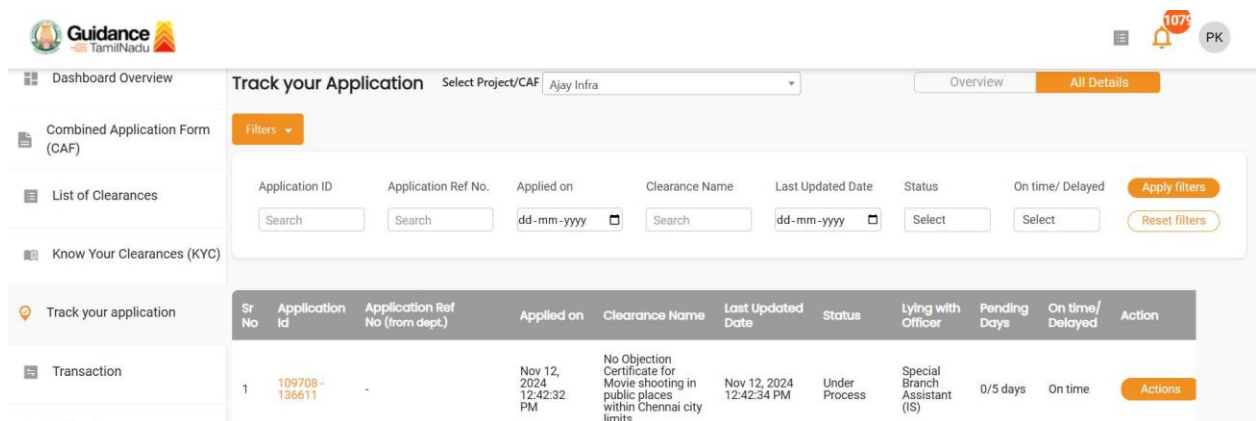 Guidance
TamilNadu
1079
PK
Dashboard Overview
Track your Application
Select Project/CAF
Ajay Infra
Overview
All Details
Combined Application Form
(CAF)
Filters
List of Clearances
Application ID
Application Ref No.
Applied on
Clearance Name
Last Updated Date
Status
On time/ Delayed
Apply filters
Search
Search
dd-mm-yyyy
Search
dd-mm-yyyy
Select
Select
Reset filters
Know Your Clearances (KYC)
Track your application
Sr
No
Application
Id
Application Ref
No (from dept.)
Applied on
Clearance Name
Last Updated
Date
Status
Lying with
Officer
Pending
Days
On time/
Delayed
Action
Transaction
1
109708 -
136611
-
Nov 12,
2024
12:42:32
PM
No Objection
Certificate for
Movie shooting in
public places
within Chennai city
limits
Nov 12, 2024
12:42:34 PM
Under
Process
Special
Branch
Assistant
(IS)
0/5 days
On time
Actions